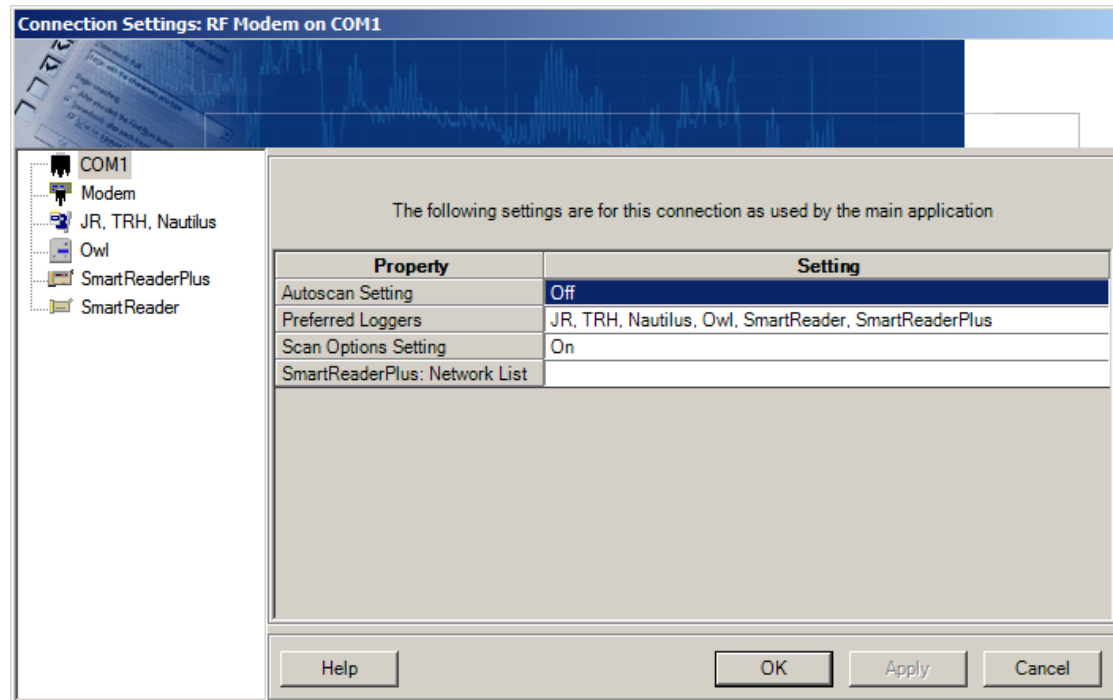 Connection Settings: RF Modem on COM1
COM1
Modem
JR, TRH, Nautilus
Owl
SmartReaderPlus
SmartReader
The following settings are for this connection as used by the main application
Property Setting
Autoscan Setting Off
Preferred Loggers JR, TRH, Nautilus, Owl, SmartReader, SmartReaderPlus
Scan Options Setting On
SmartReaderPlus: Network List
Help OK Apply Cancel